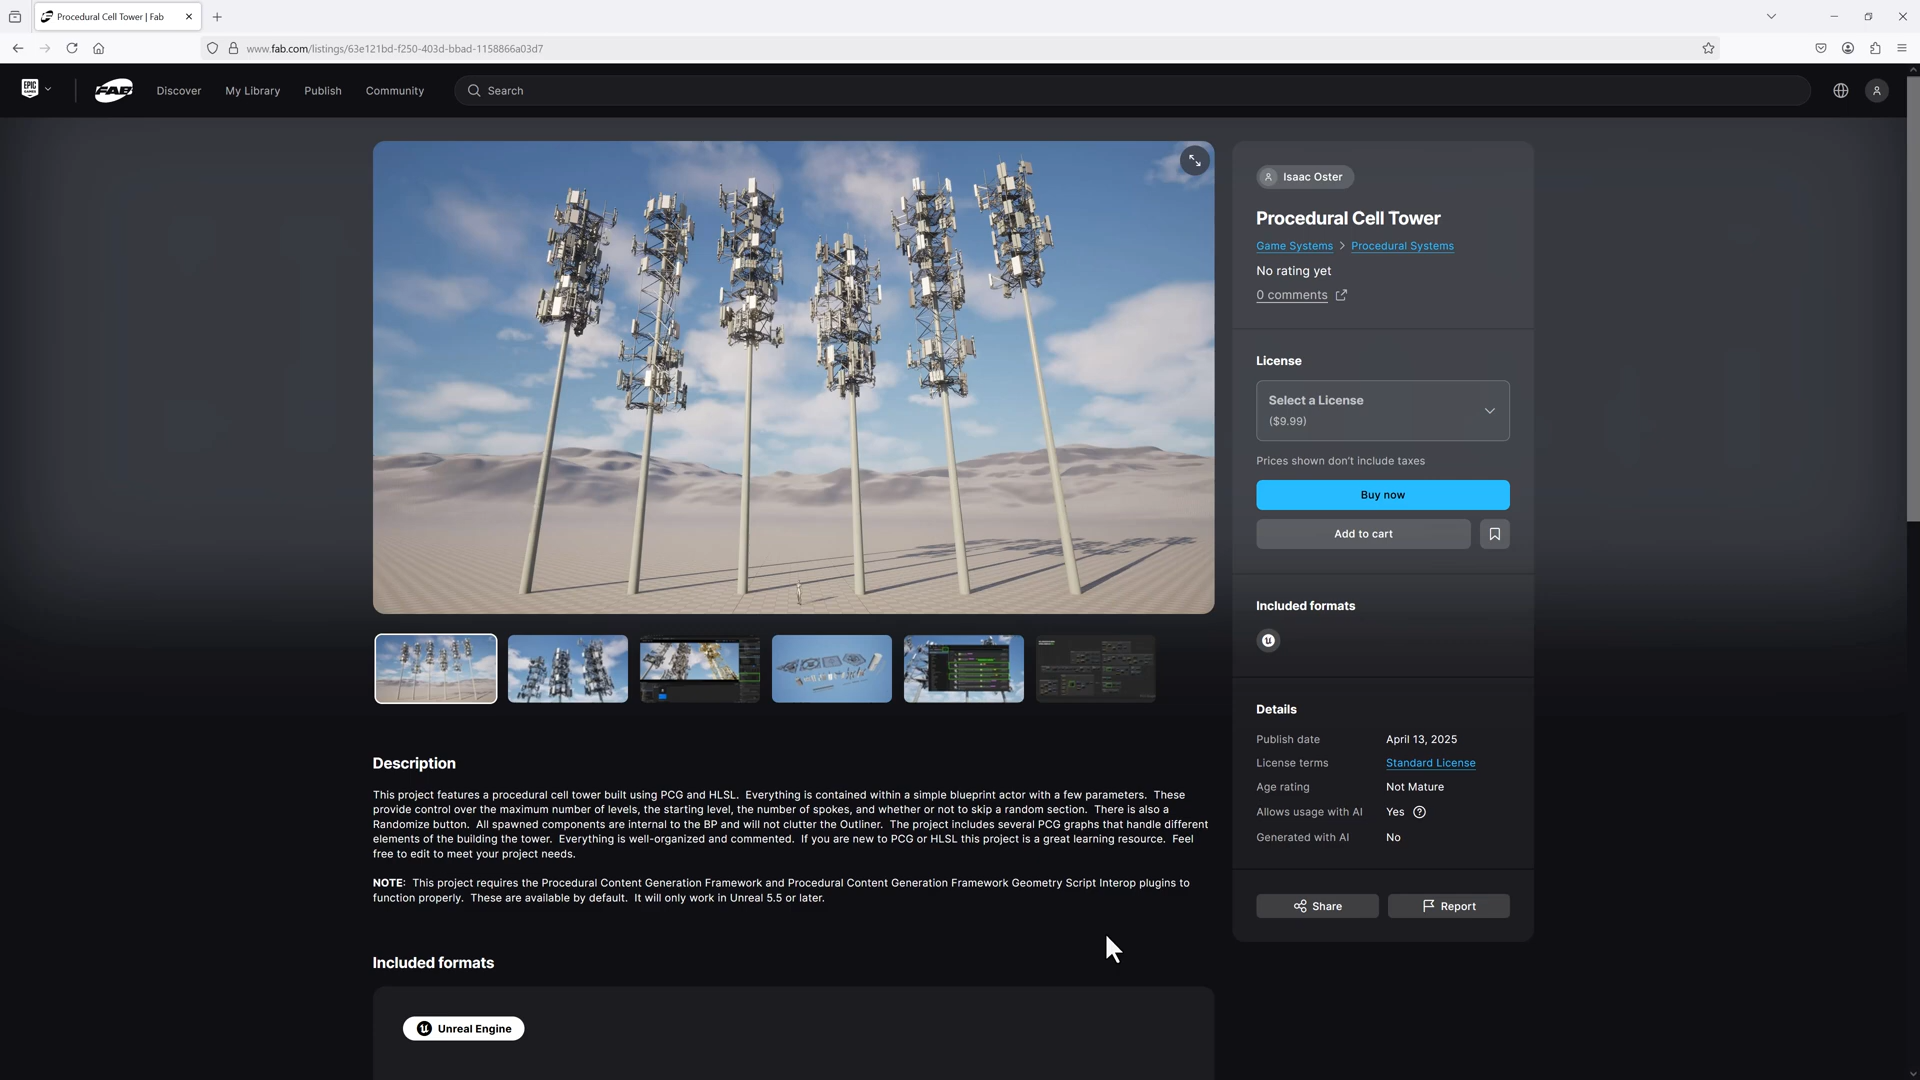 Procedural Cell Tower | Fab
www.fab.com/listings/63e121bd-f250-403d-bbad-1158866a03d7
EPIC GAMES
FAB
Discover
My Library
Publish
Community
Search
Isaac Oster
Procedural Cell Tower
Game Systems > Procedural Systems
No rating yet
0 comments
License
Select a License
($9.99)
Prices shown don't include taxes
Buy now
Add to cart
Included formats
Details
Publish date April 13, 2025
License terms Standard License
Age rating Not Mature
Allows usage with AI Yes
Generated with AI No
Share
Report
Description
This project features a procedural cell tower built using PCG and HLSL.  Everything is contained within a simple blueprint actor with a few parameters.  These
provide control over the maximum number of levels, the starting level, the number of spokes, and whether or not to skip a random section.  There is also a
Randomize button.  All spawned components are internal to the BP and will not clutter the Outliner.  The project includes several PCG graphs that handle different
elements of the building the tower.  Everything is well-organized and commented.  If you are new to PCG or HLSL this project is a great learning resource.  Feel
free to edit to meet your project needs.
NOTE:  This project requires the Procedural Content Generation Framework and Procedural Content Generation Framework Geometry Script Interop plugins to
function properly.  These are available by default.  It will only work in Unreal 5.5 or later.
Included formats
Unreal Engine